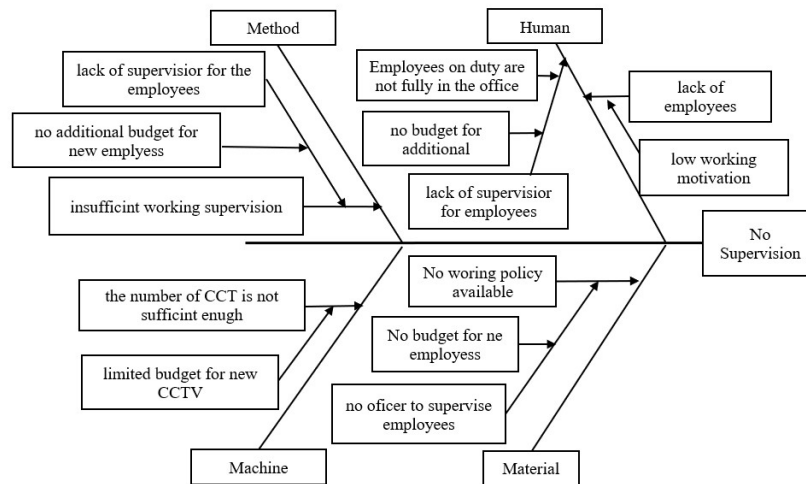 Method
Human
lack of supervisior for the
employees
Employees on duty are
not fully in the office
lack of
employees
no additional budget for
new emplyess
no budget for
additional
low working
motivation
insufficint working supervision
lack of supervisior
for employees
No
Supervision
the number of CCT is not
sufficint enugh
No woring policy
available
limited budget for new
CCTV
No budget for ne
employess
no oficer to supervise
employees
Machine
Material